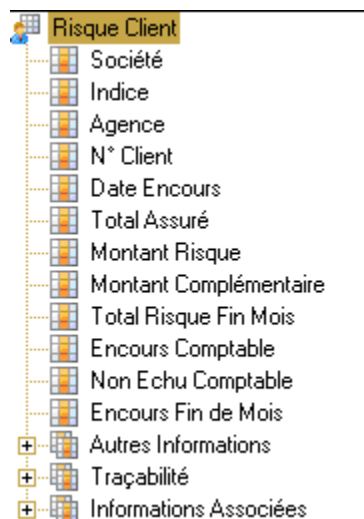 Risque Client
Société
Indice
Agence
N° Client
Date Encours
Total Assuré
Montant Risque
Montant Complémentaire
Total Risque Fin Mois
Encours Comptable
Non Echu Comptable
Encours Fin de Mois
Autres Informations
Traçabilité
Informations Associées